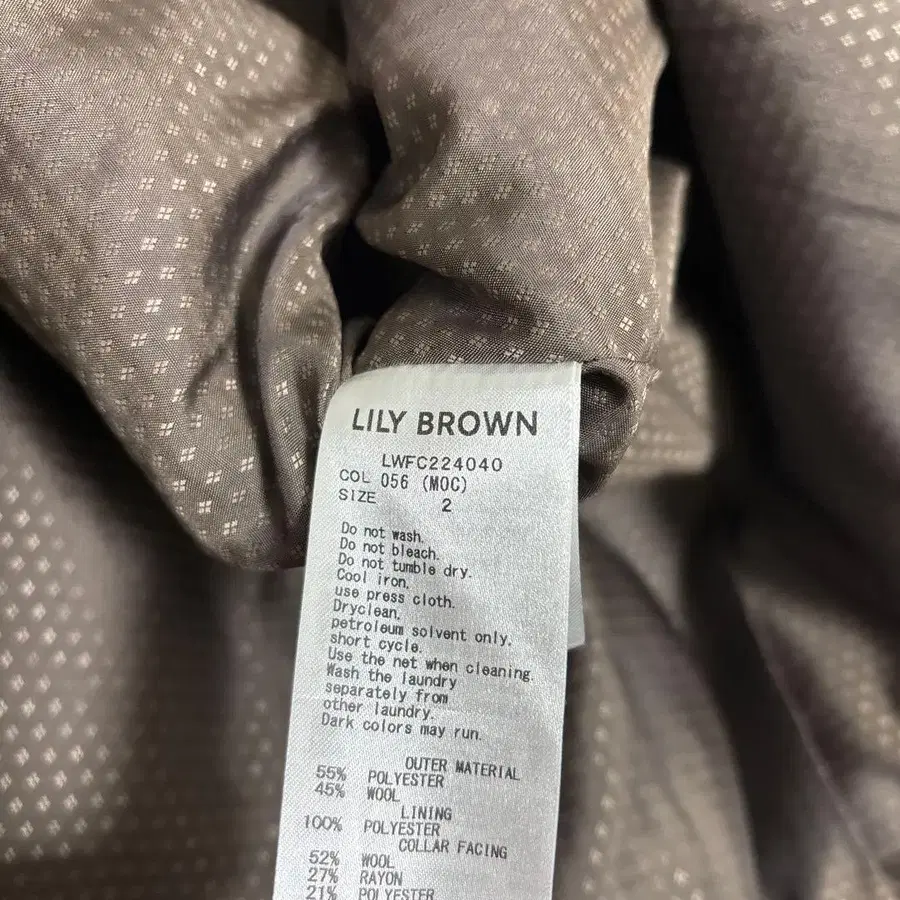 LILY BROWN
LWFC224040
COL 056 (MOC)
SIZE 2
Do not wash.
Do not bleach.
Do not tumble dry.
Cool iron.
use press cloth.
Dryclean.
petroleum solvent only.
short cycle.
Use the net when cleaning.
Wash the laundry
separately from
other laundry.
Dark colors may run.
OUTER MATERIAL
55% POLYESTER
45% WOOL
LINING
100% POLYESTER
COLLAR FACING
52% WOOL
27% RAYON
21% POLYESTER